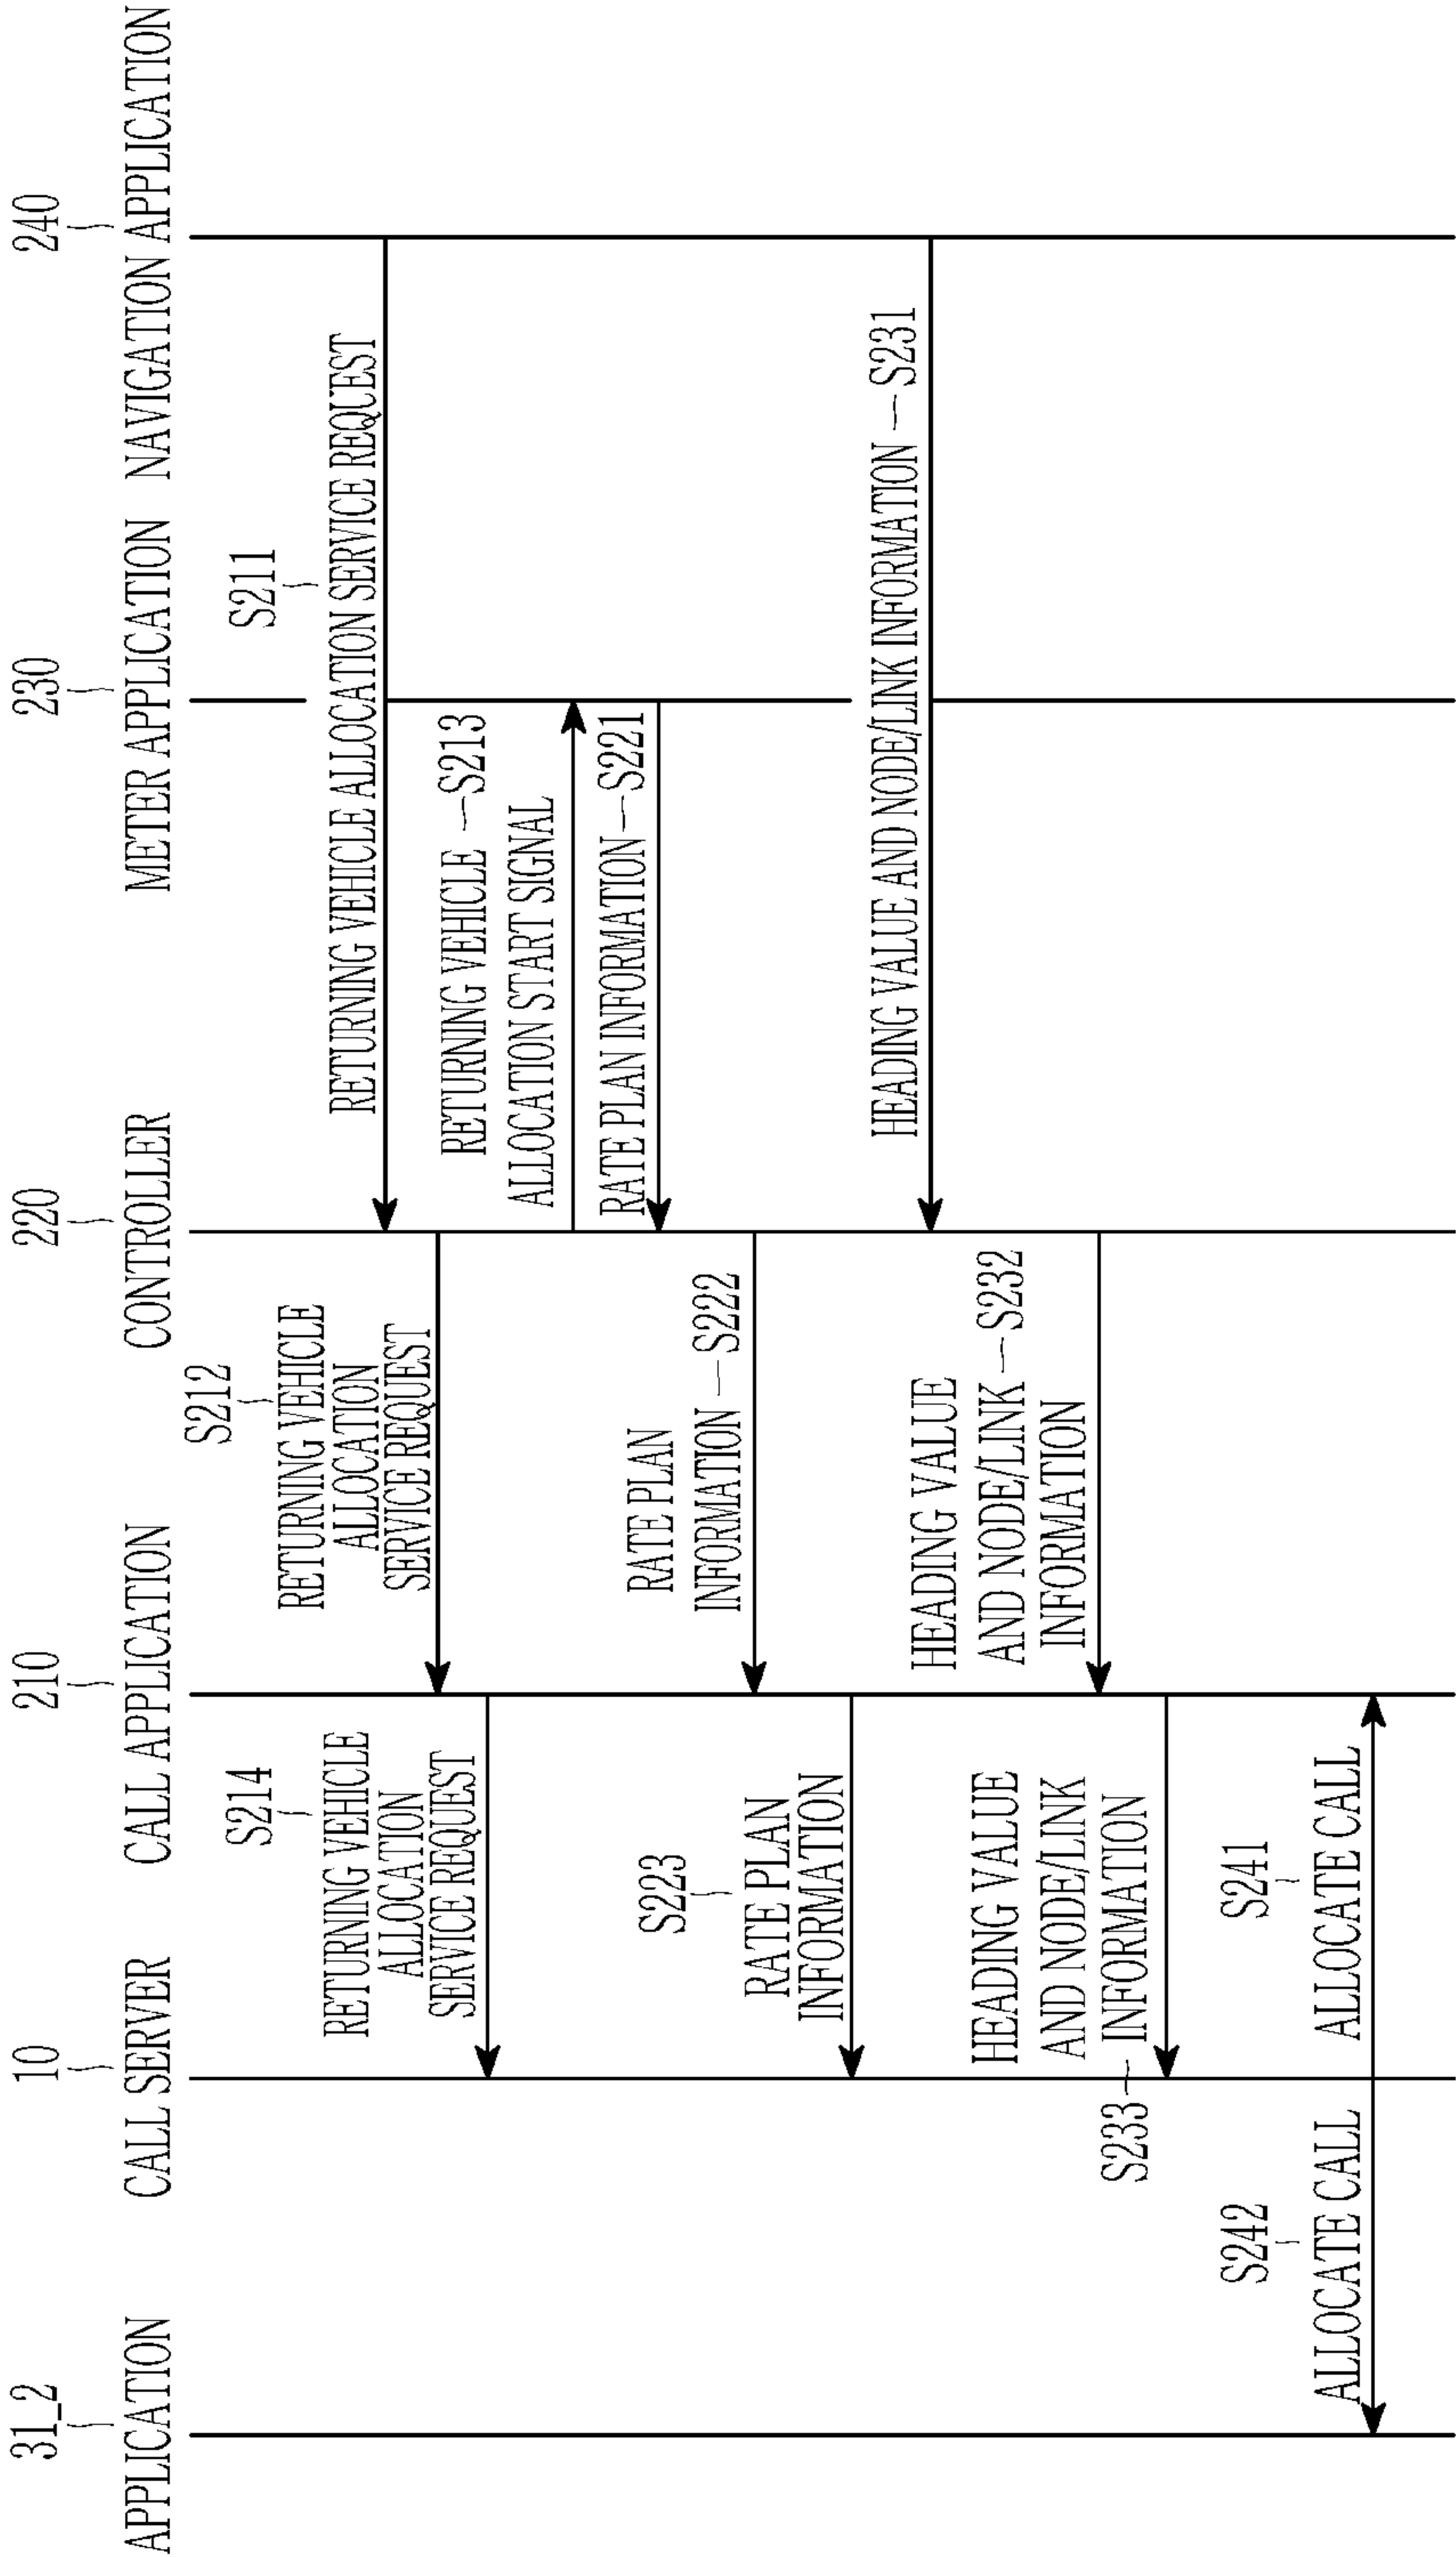 31_2
APPLICATION
10
CALL SERVER
210
CALL APPLICATION
220
CONTROLLER
230
METER APPLICATION
240
NAVIGATION APPLICATION
S211
RETURNING VEHICLE ALLOCATION SERVICE REQUEST
S212
RETURNING VEHICLE
ALLOCATION
SERVICE REQUEST
RETURNING VEHICLE S213
ALLOCATION START SIGNAL
S214
RETURNING VEHICLE
ALLOCATION
SERVICE REQUEST
RATE PLAN INFORMATION S221
RATE PLAN
INFORMATION S222
S223
RATE PLAN
INFORMATION
HEADING VALUE AND NODE/LINK INFORMATION S231
HEADING VALUE
AND NODE/LINK S232
INFORMATION
HEADING VALUE
AND NODE/LINK
S233 INFORMATION
S242
ALLOCATE CALL
S241
ALLOCATE CALL